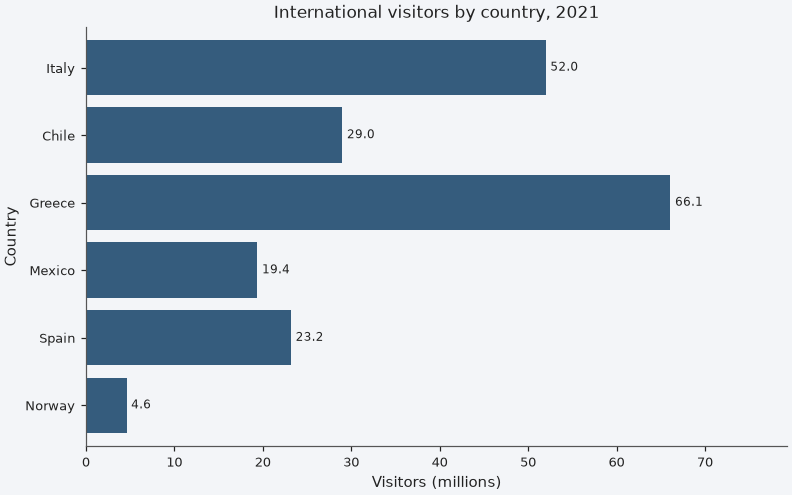 International visitors by country, 2021
Country
Italy 52.0
Chile 29.0
Greece 66.1
Mexico 19.4
Spain 23.2
Norway 4.6
0 10 20 30 40 50 60 70
Visitors (millions)